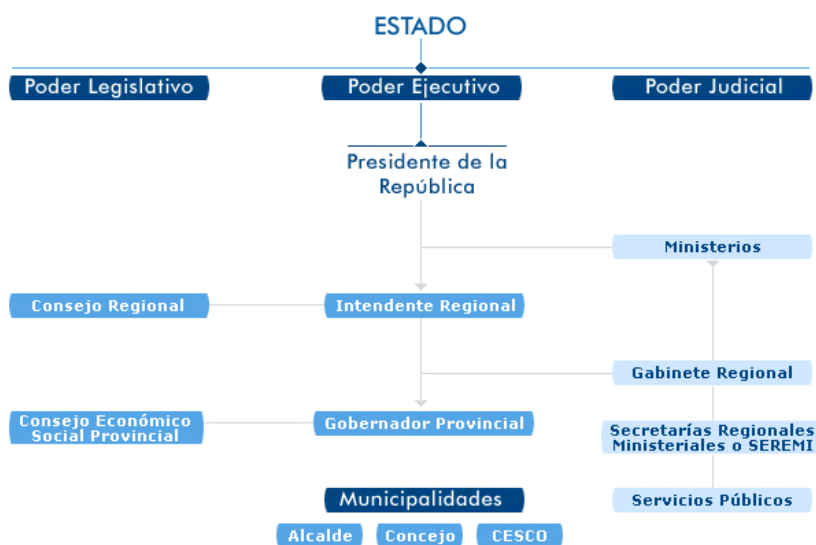 ESTADO
Poder Legislativo
Poder Ejecutivo
Poder Judicial
Presidente de la
República
Ministerios
Consejo Regional
Intendente Regional
Gabinete Regional
Consejo Económico
Social Provincial
Gobernador Provincial
Secretarías Regionales
Ministeriales o SEREMI
Municipalidades
Servicios Públicos
Alcalde
Concejo
CESCO